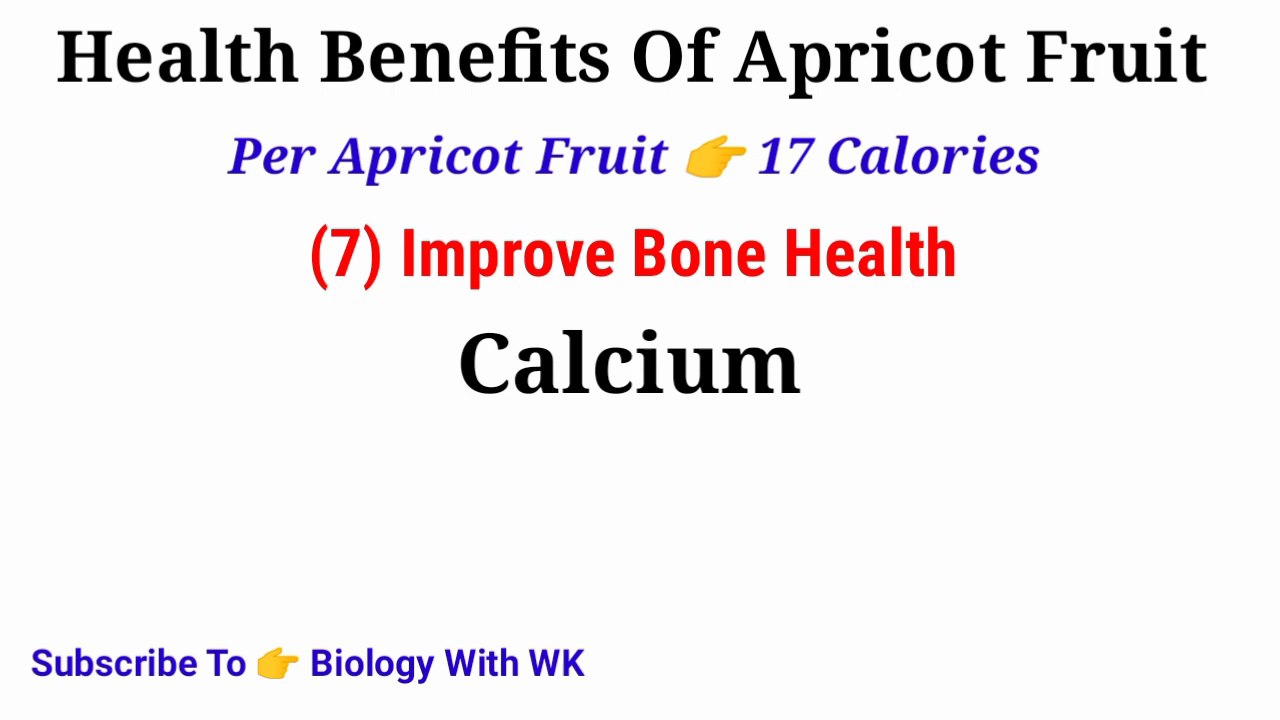 Health Benefits Of Apricot Fruit
Per Apricot Fruit 👉 17 Calories
(7) Improve Bone Health
Calcium
Subscribe To 👉 Biology With WK